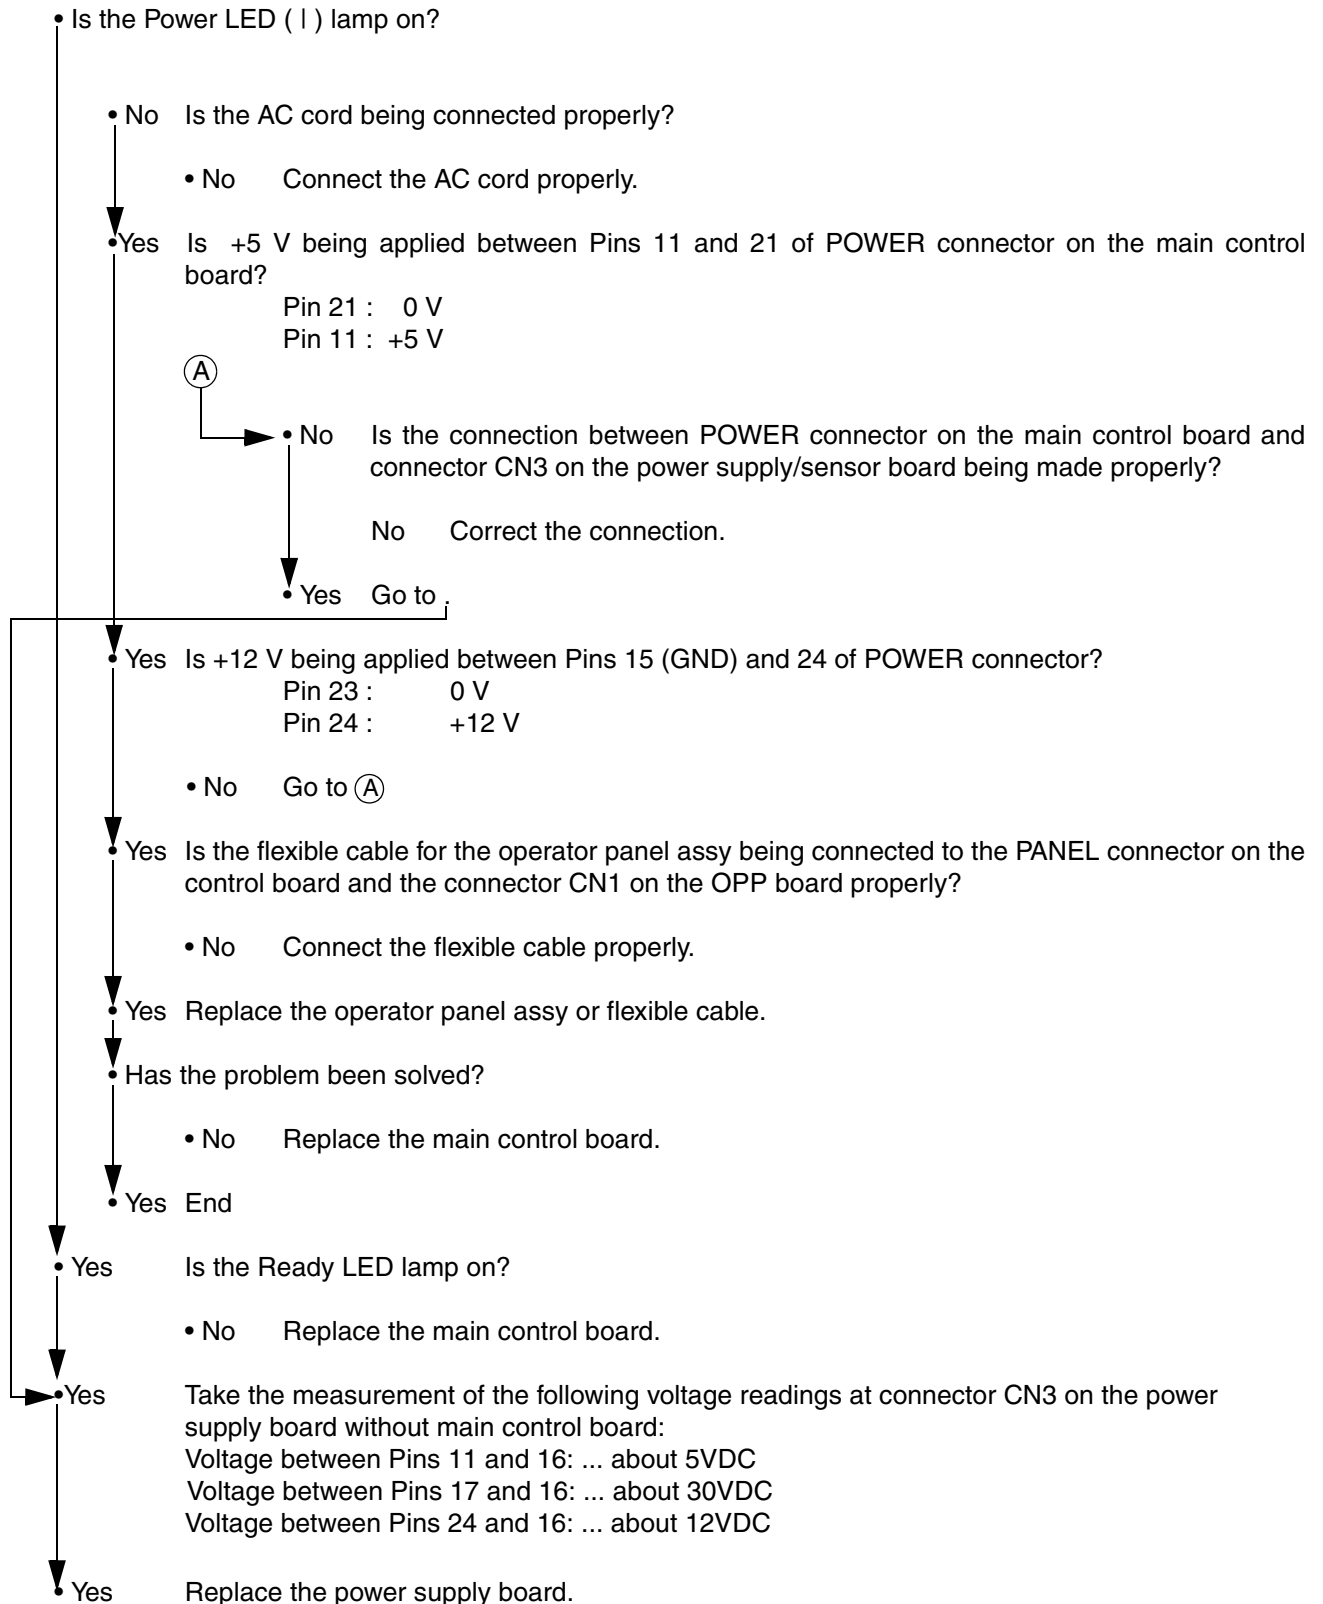 • Is the Power LED ( | ) lamp on?
• No Is the AC cord being connected properly?
• No Connect the AC cord properly.
•Yes Is +5 V being applied between Pins 11 and 21 of POWER connector on the main control
board?
Pin 21 : 0 V
Pin 11 : +5 V
A
• No Is the connection between POWER connector on the main control board and
connector CN3 on the power supply/sensor board being made properly?
No Correct the connection.
• Yes Go to .
• Yes Is +12 V being applied between Pins 15 (GND) and 24 of POWER connector?
Pin 23 : 0 V
Pin 24 : +12 V
• No Go to A
• Yes Is the flexible cable for the operator panel assy being connected to the PANEL connector on the
control board and the connector CN1 on the OPP board properly?
• No Connect the flexible cable properly.
• Yes Replace the operator panel assy or flexible cable.
• Has the problem been solved?
• No Replace the main control board.
• Yes End
• Yes Is the Ready LED lamp on?
• No Replace the main control board.
•Yes Take the measurement of the following voltage readings at connector CN3 on the power
supply board without main control board:
Voltage between Pins 11 and 16: ... about 5VDC
Voltage between Pins 17 and 16: ... about 30VDC
Voltage between Pins 24 and 16: ... about 12VDC
• Yes Replace the power supply board.